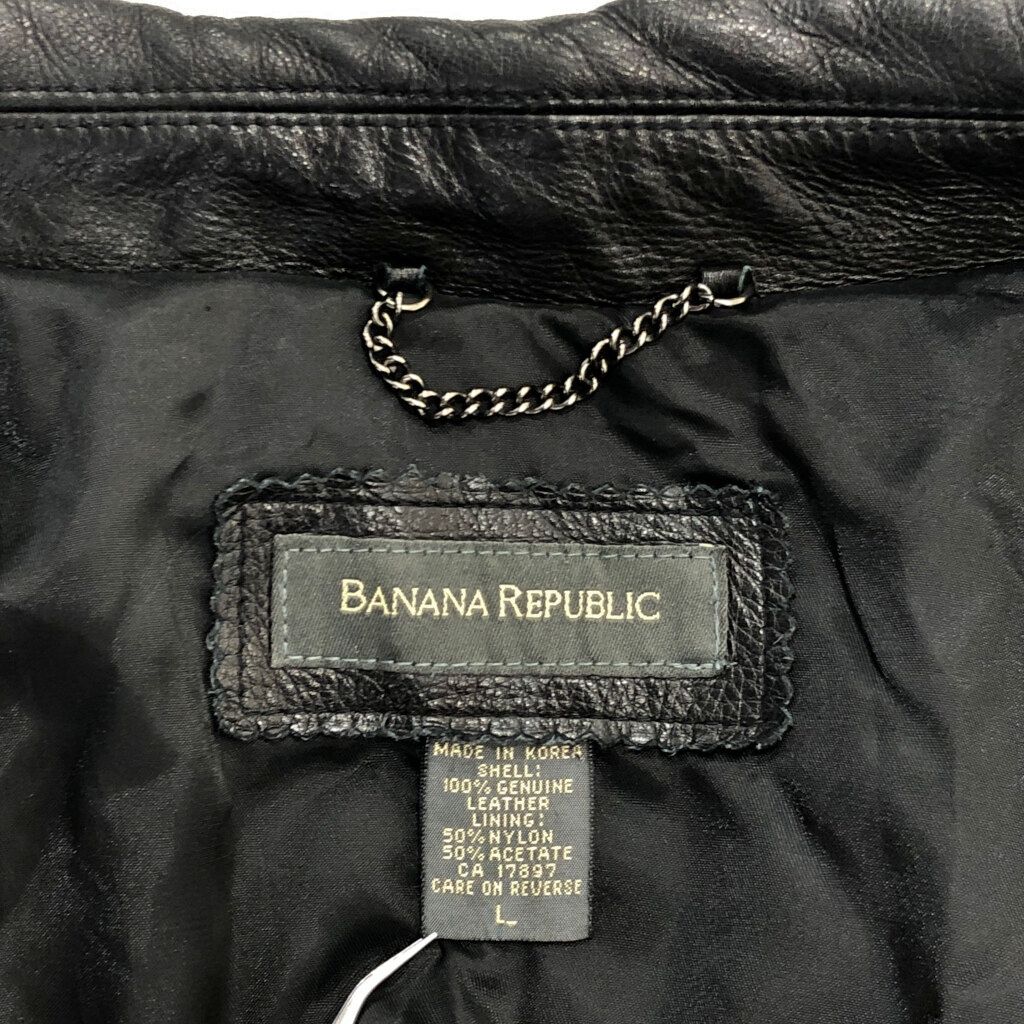 BANANA REPUBLIC
MADE IN KOREA
SHELL:
100% GENUINE
LEATHER
LINING:
50% NYLON
50% ACETATE
CA 17897
CARE ON REVERSE
L